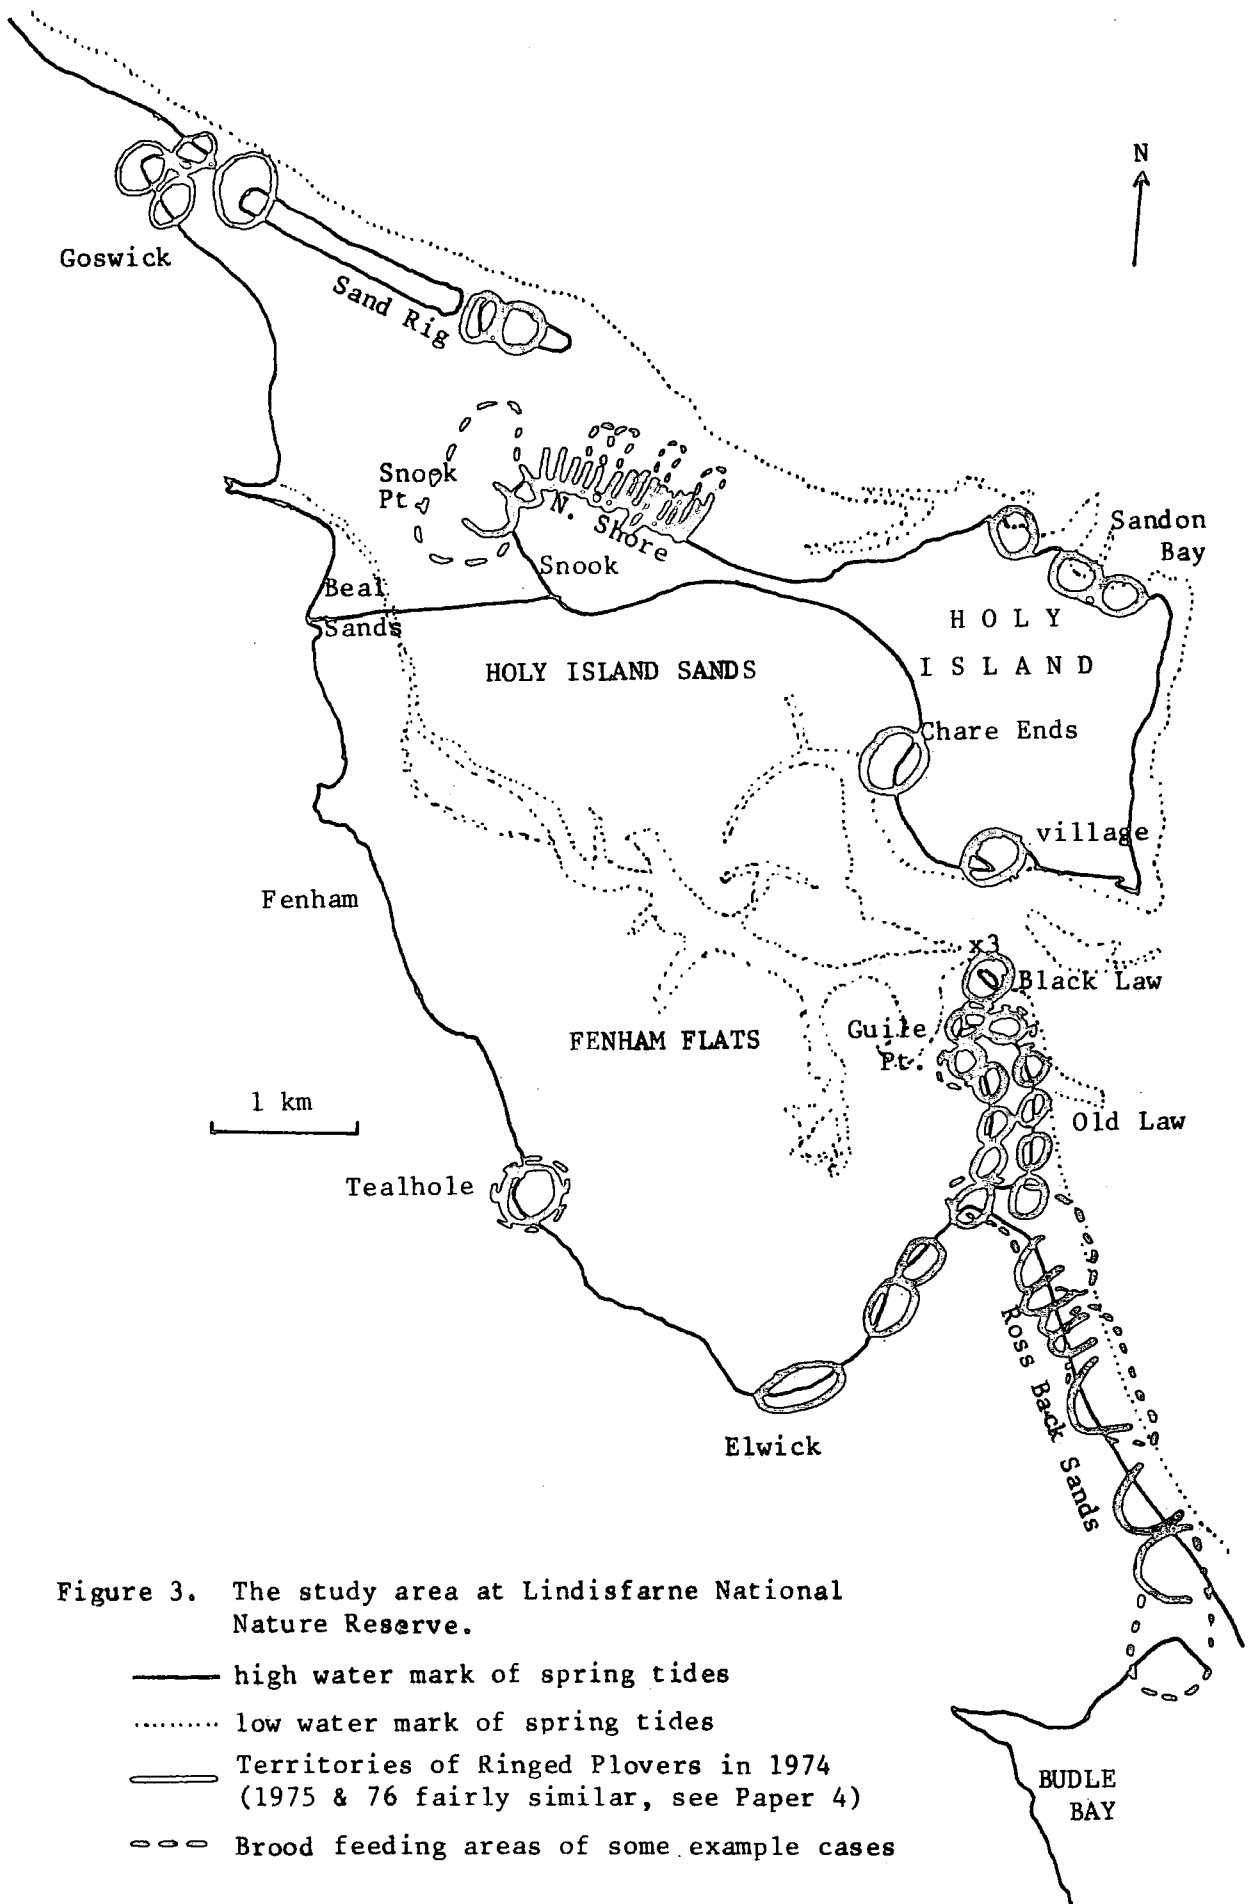 N
Goswick
Sand Rig
Snook
Pt
N. Shore
Sandon
Bay
Snook
Beal
Sands
HOLY
ISLAND
HOLY ISLAND SANDS
Chare Ends
village
Fenham
x3
Black Law
Guile
Pt.
FENHAM FLATS
1 km
Old Law
Tealhole
Ross Back Sands
Elwick
Figure 3. The study area at Lindisfarne National
Nature Reserve.
high water mark of spring tides
low water mark of spring tides
Territories of Ringed Plovers in 1974
(1975 & 76 fairly similar, see Paper 4)
Brood feeding areas of some example cases
BUDLE
BAY